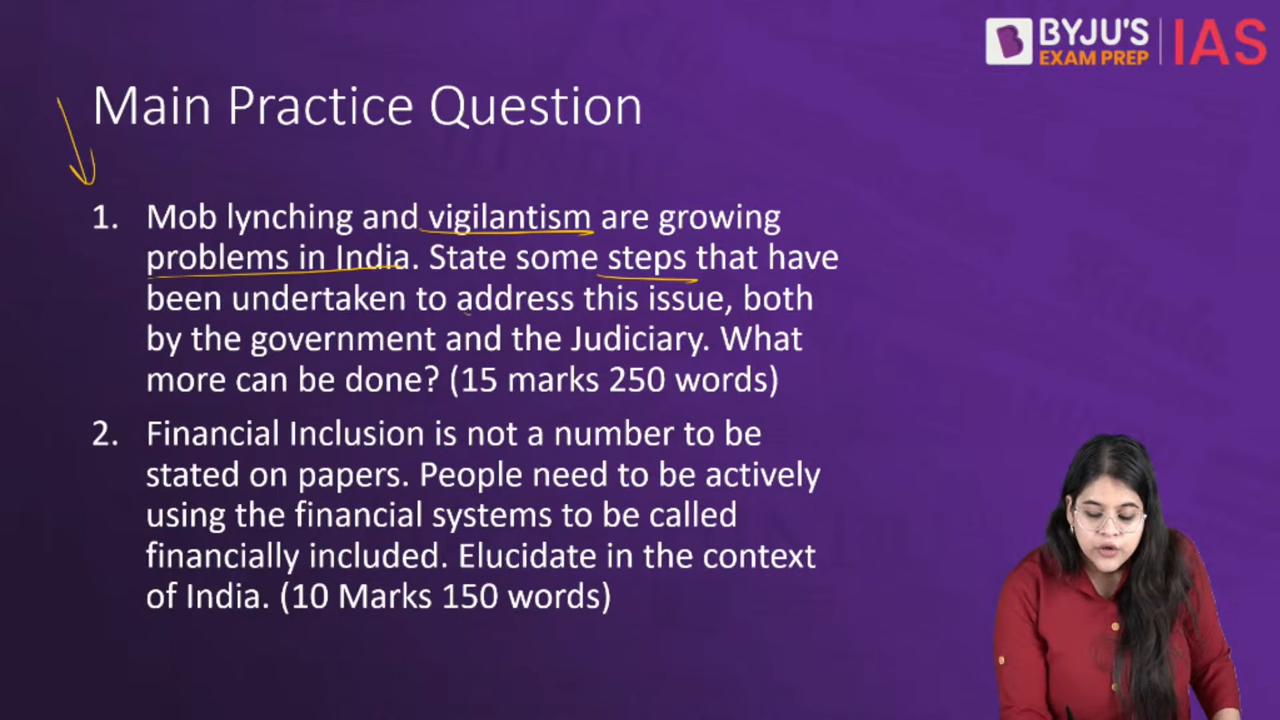 BYJU'S
EXAM PREP
IAS
Main Practice Question
1. Mob lynching and vigilantism are growing
problems in India. State some steps that have
been undertaken to address this issue, both
by the government and the Judiciary. What
more can be done? (15 marks 250 words)
2. Financial Inclusion is not a number to be
stated on papers. People need to be actively
using the financial systems to be called
financially included. Elucidate in the context
of India. (10 Marks 150 words)